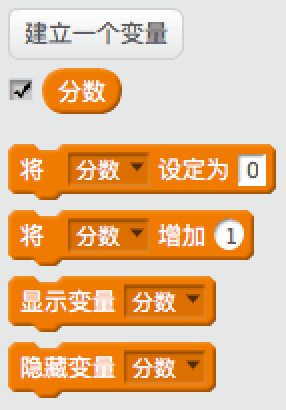 建立一个变量
分数
将 分数 设定为 0
将 分数 增加 1
显示变量 分数
隐藏变量 分数